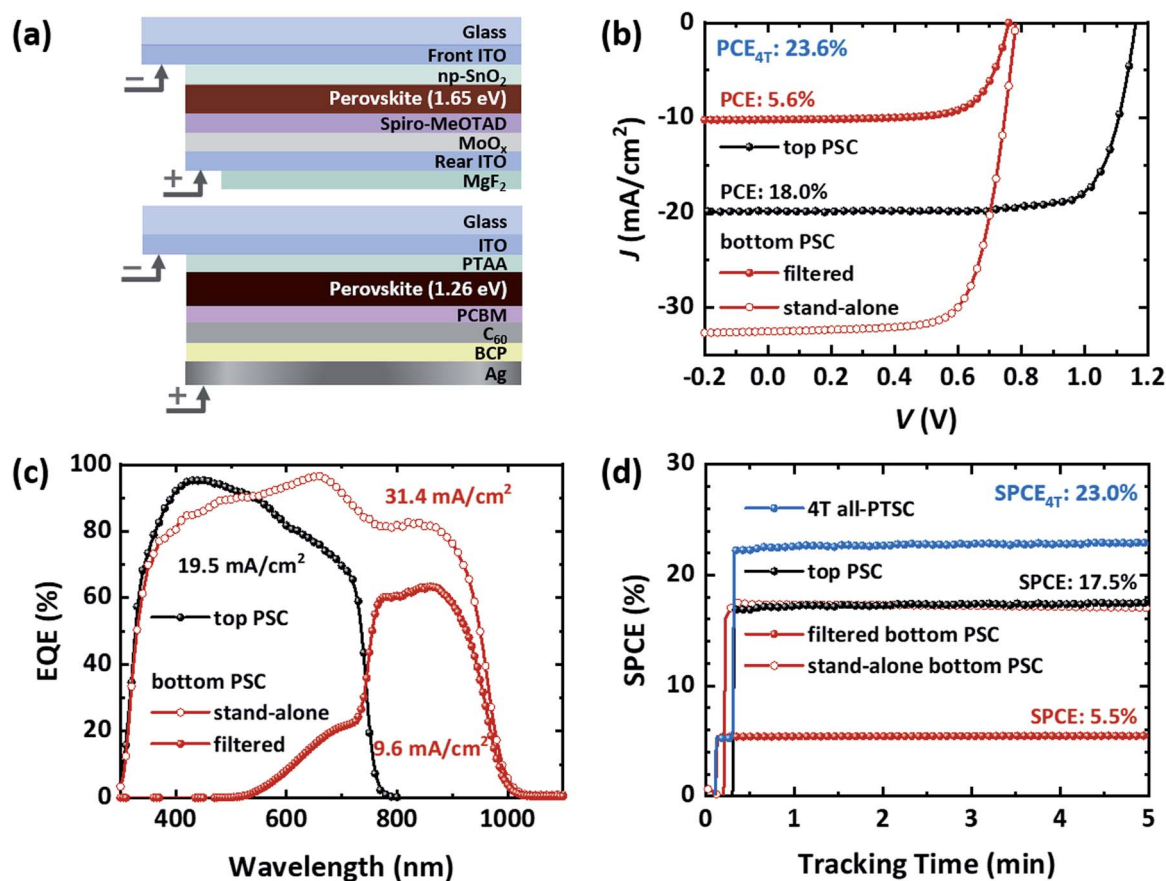 (a)
Glass
Front ITO
np-SnO₂
Perovskite (1.65 eV)
Spiro-MeOTAD
MoOₓ
Rear ITO
MgF₂
−
+
Glass
ITO
PTAA
Perovskite (1.26 eV)
PCBM
C₆₀
BCP
Ag
−
+
(b)
PCE₄T: 23.6%
PCE: 5.6%
top PSC
PCE: 18.0%
bottom PSC
filtered
stand-alone
0
-10
-20
-30
J (mA/cm²)
-0.2 0.0 0.2 0.4 0.6 0.8 1.0 1.2
V (V)
(c)
100
80
60
40
20
0
EQE (%)
31.4 mA/cm²
19.5 mA/cm²
top PSC
bottom PSC
stand-alone
filtered
9.6 mA/cm²
400 600 800 1000
Wavelength (nm)
(d)
30
20
10
0
SPCE (%)
SPCE₄T: 23.0%
4T all-PTSC
top PSC
SPCE: 17.5%
filtered bottom PSC
stand-alone bottom PSC
SPCE: 5.5%
0 1 2 3 4 5
Tracking Time (min)